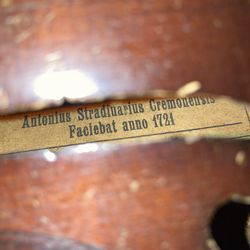 Antonius Stradiuarius Cremonensis
Faciebat anno 1721